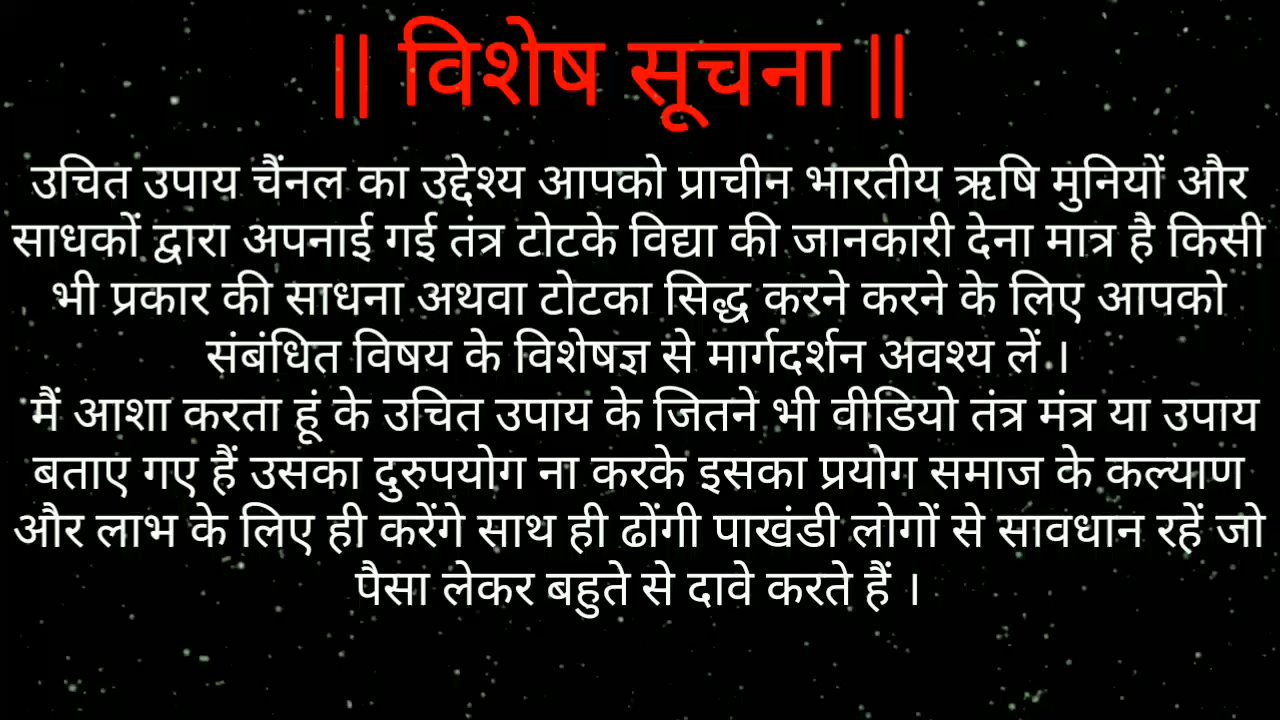 || विशेष सूचना ||
उचित उपाय चैंनल का उद्देश्य आपको प्राचीन भारतीय ऋषि मुनियों और
साधकों द्वारा अपनाई गई तंत्र टोटके विद्या की जानकारी देना मात्र है किसी
भी प्रकार की साधना अथवा टोटका सिद्ध करने करने के लिए आपको
संबंधित विषय के विशेषज्ञ से मार्गदर्शन अवश्य लें ।
मैं आशा करता हूं के उचित उपाय के जितने भी वीडियो तंत्र मंत्र या उपाय
बताए गए हैं उसका दुरुपयोग ना करके इसका प्रयोग समाज के कल्याण
और लाभ के लिए ही करेंगे साथ ही ढोंगी पाखंडी लोगों से सावधान रहें जो
पैसा लेकर बहुते से दावे करते हैं ।